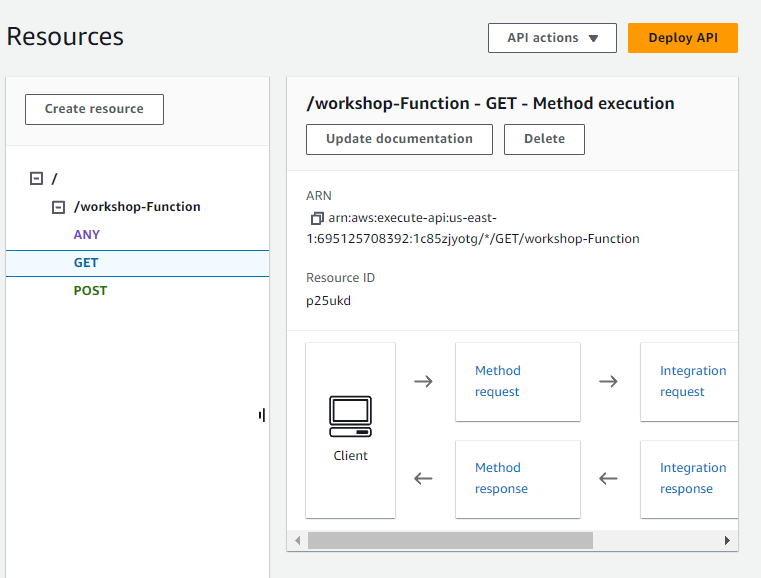 Resources
API actions
Deploy API
Create resource
/
/workshop-Function
ANY
GET
POST
/workshop-Function - GET - Method execution
Update documentation
Delete
ARN
arn:aws:execute-api:us-east-
1:695125708392:1c85zjyotg/*/GET/workshop-Function
Resource ID
p25ukd
Client
Method
request
Integration
request
Method
response
Integration
response